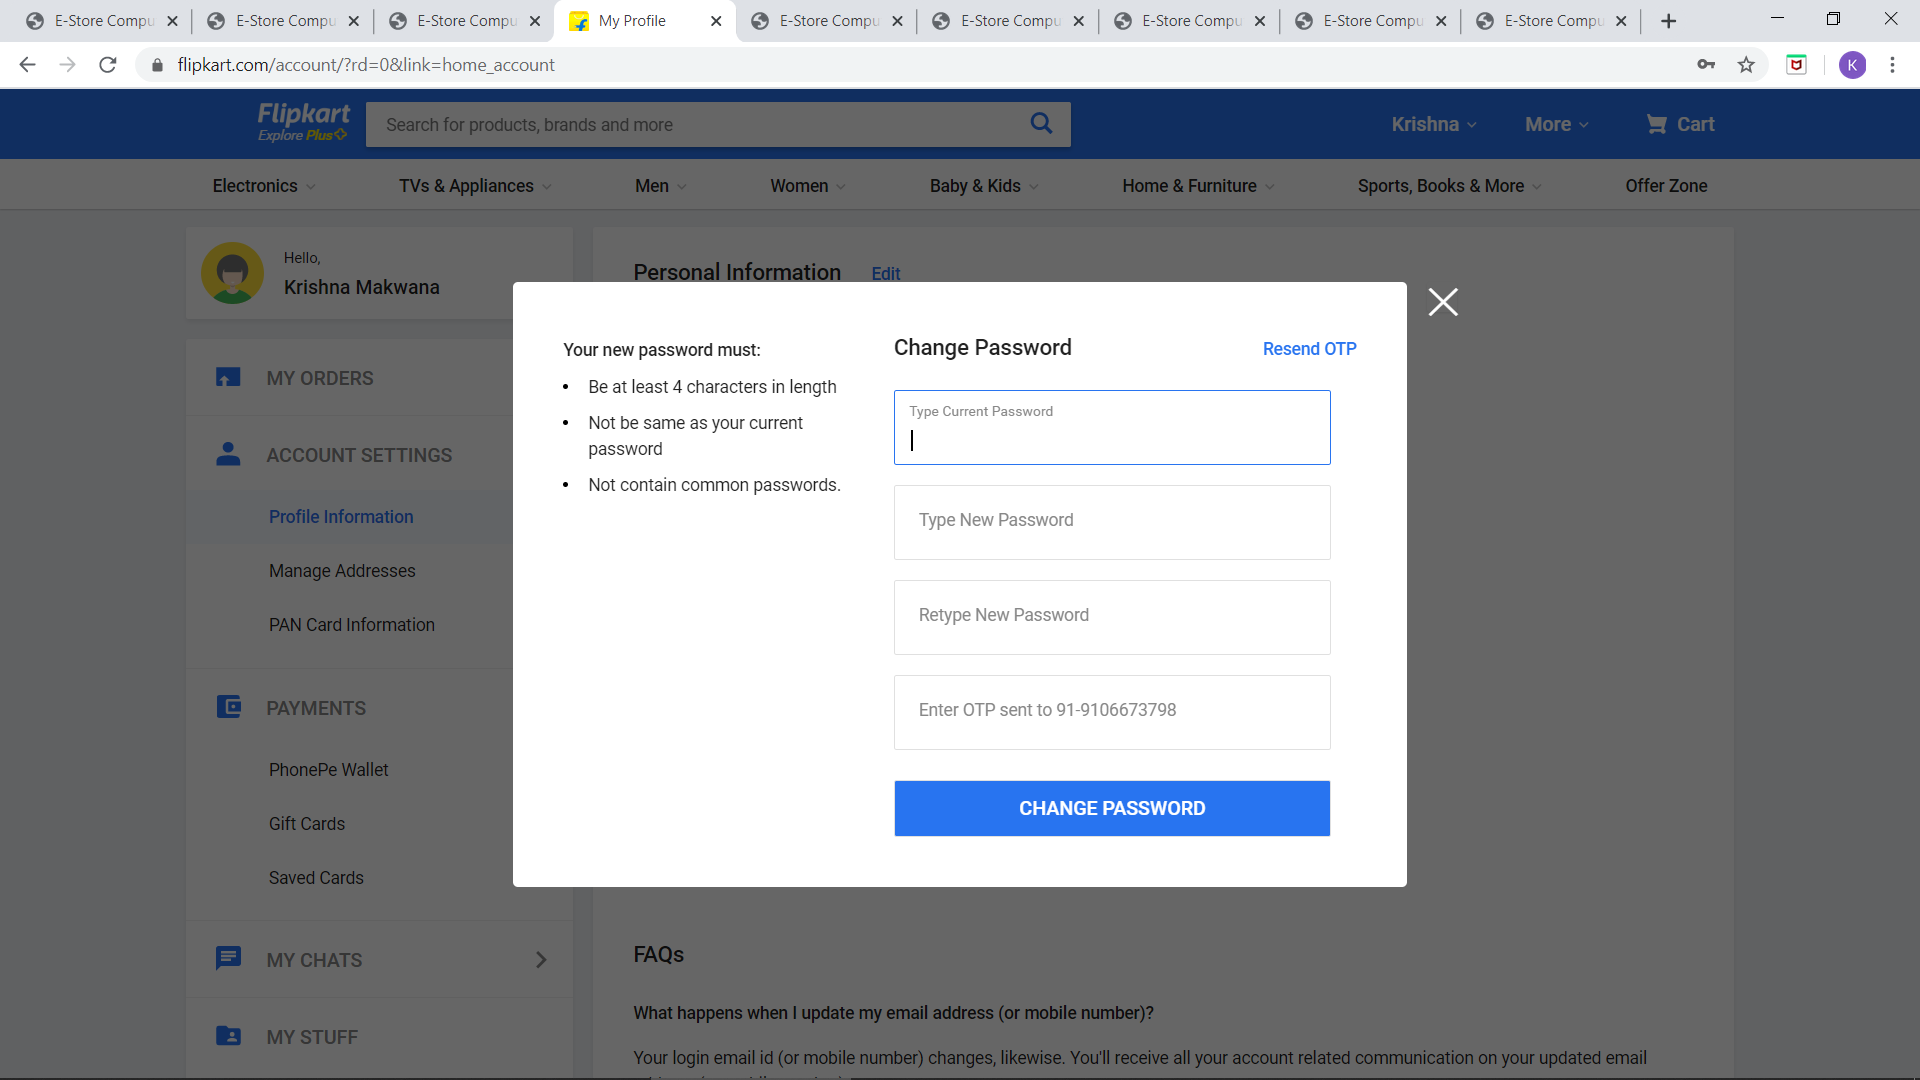 E-Store Compu
E-Store Compu
E-Store Compu
My Profile
E-Store Compu
E-Store Compu
E-Store Compu
E-Store Compu
E-Store Compu
flipkart.com/account/?rd=0&link=home_account
K
Flipkart
Explore Plus
Search for products, brands and more
Krishna
More
Cart
Electronics
TVs & Appliances
Men
Women
Baby & Kids
Home & Furniture
Sports, Books & More
Offer Zone
Hello,
Krishna Makwana
MY ORDERS
ACCOUNT SETTINGS
Profile Information
Manage Addresses
PAN Card Information
PAYMENTS
PhonePe Wallet
Gift Cards
Saved Cards
MY CHATS
MY STUFF
Personal Information Edit
Your new password must:
• Be at least 4 characters in length
• Not be same as your current
password
• Not contain common passwords.
Change Password
Resend OTP
Type Current Password
Type New Password
Retype New Password
Enter OTP sent to 91-9106673798
CHANGE PASSWORD
FAQs
What happens when I update my email address (or mobile number)?
Your login email id (or mobile number) changes, likewise. You'll receive all your account related communication on your updated email